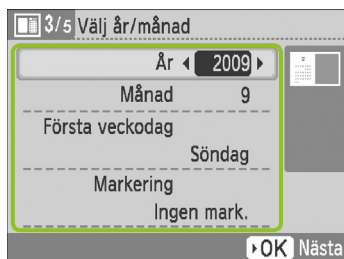 3/5 Välj år/månad
År 2009
Månad 9
Första veckodag
Söndag
Markering
Ingen mark.
OK Nästa